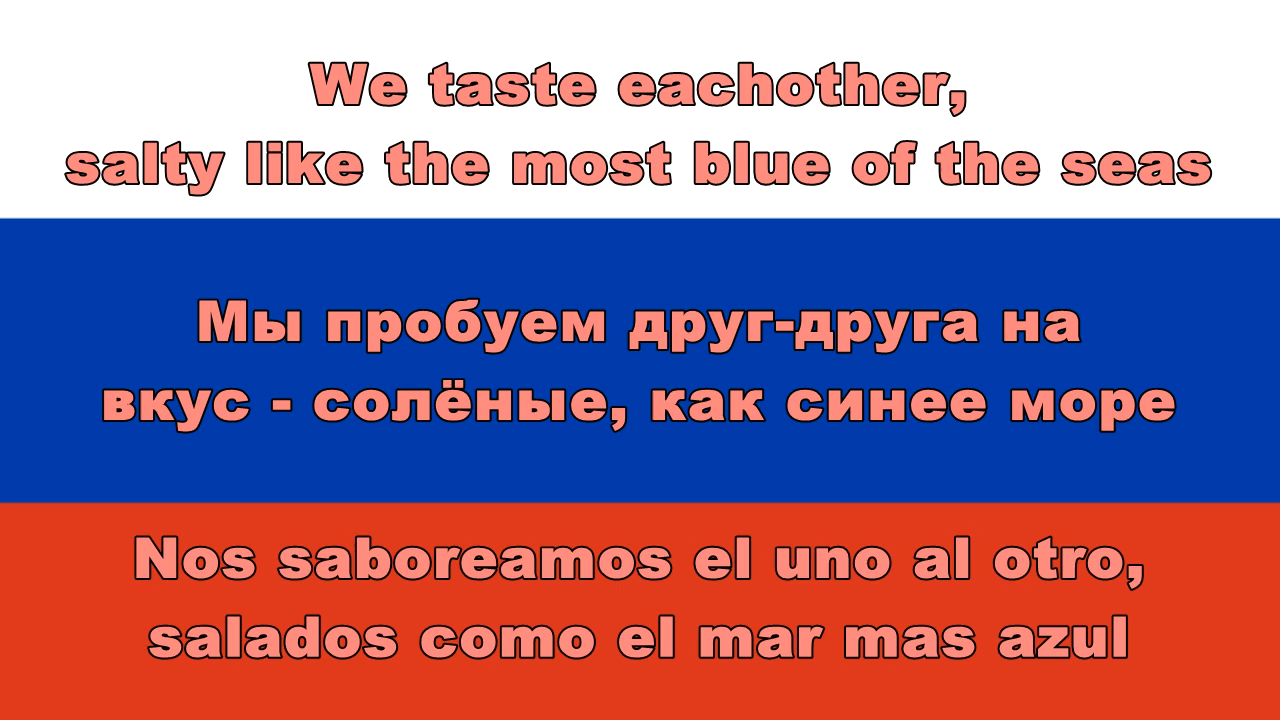 We taste eachother,
salty like the most blue of the seas
Мы пробуем друг-друга на
вкус - солёные, как синее море
Nos saboreamos el uno al otro,
salados como el mar mas azul